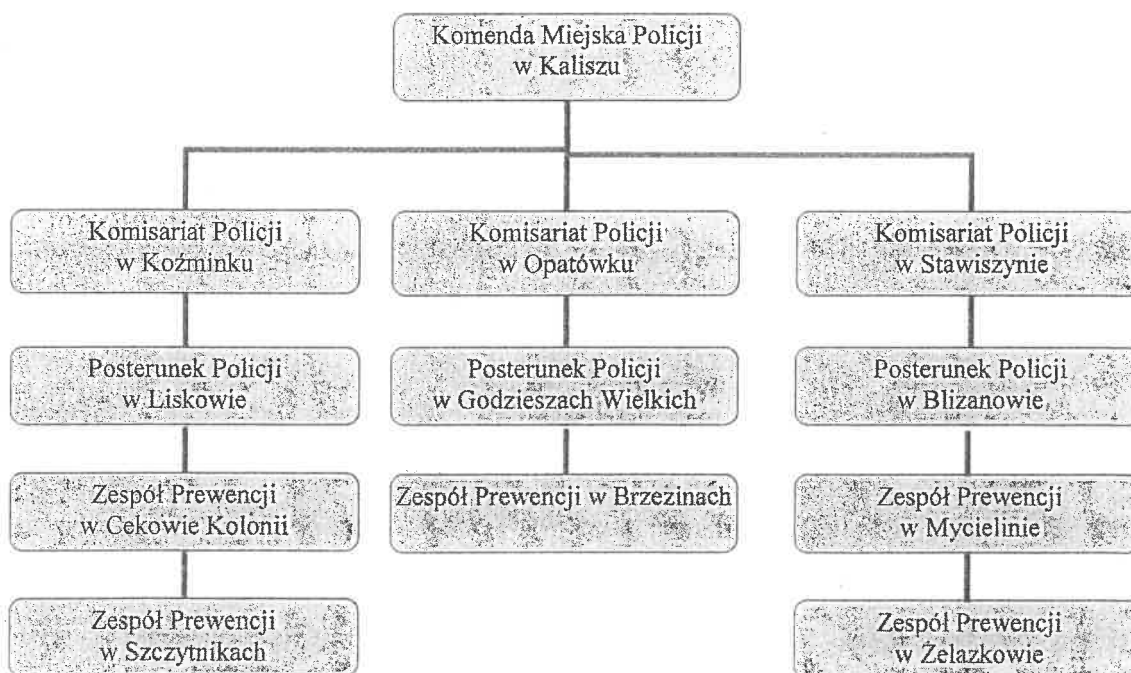 Komenda Miejska Policji
w Kaliszu
Komisariat Policji
w Koźminku
Komisariat Policji
w Opatówku
Komisariat Policji
w Stawiszynie
Posterunek Policji
w Liskowie
Posterunek Policji
w Godzieszach Wielkich
Posterunek Policji
w Blizanowie
Zespół Prewencji
w Cekowie Kolonii
Zespół Prewencji w Brzezinach
Zespół Prewencji
w Mycielinie
Zespół Prewencji
w Szczytnikach
Zespół Prewencji
w Żelazkowie